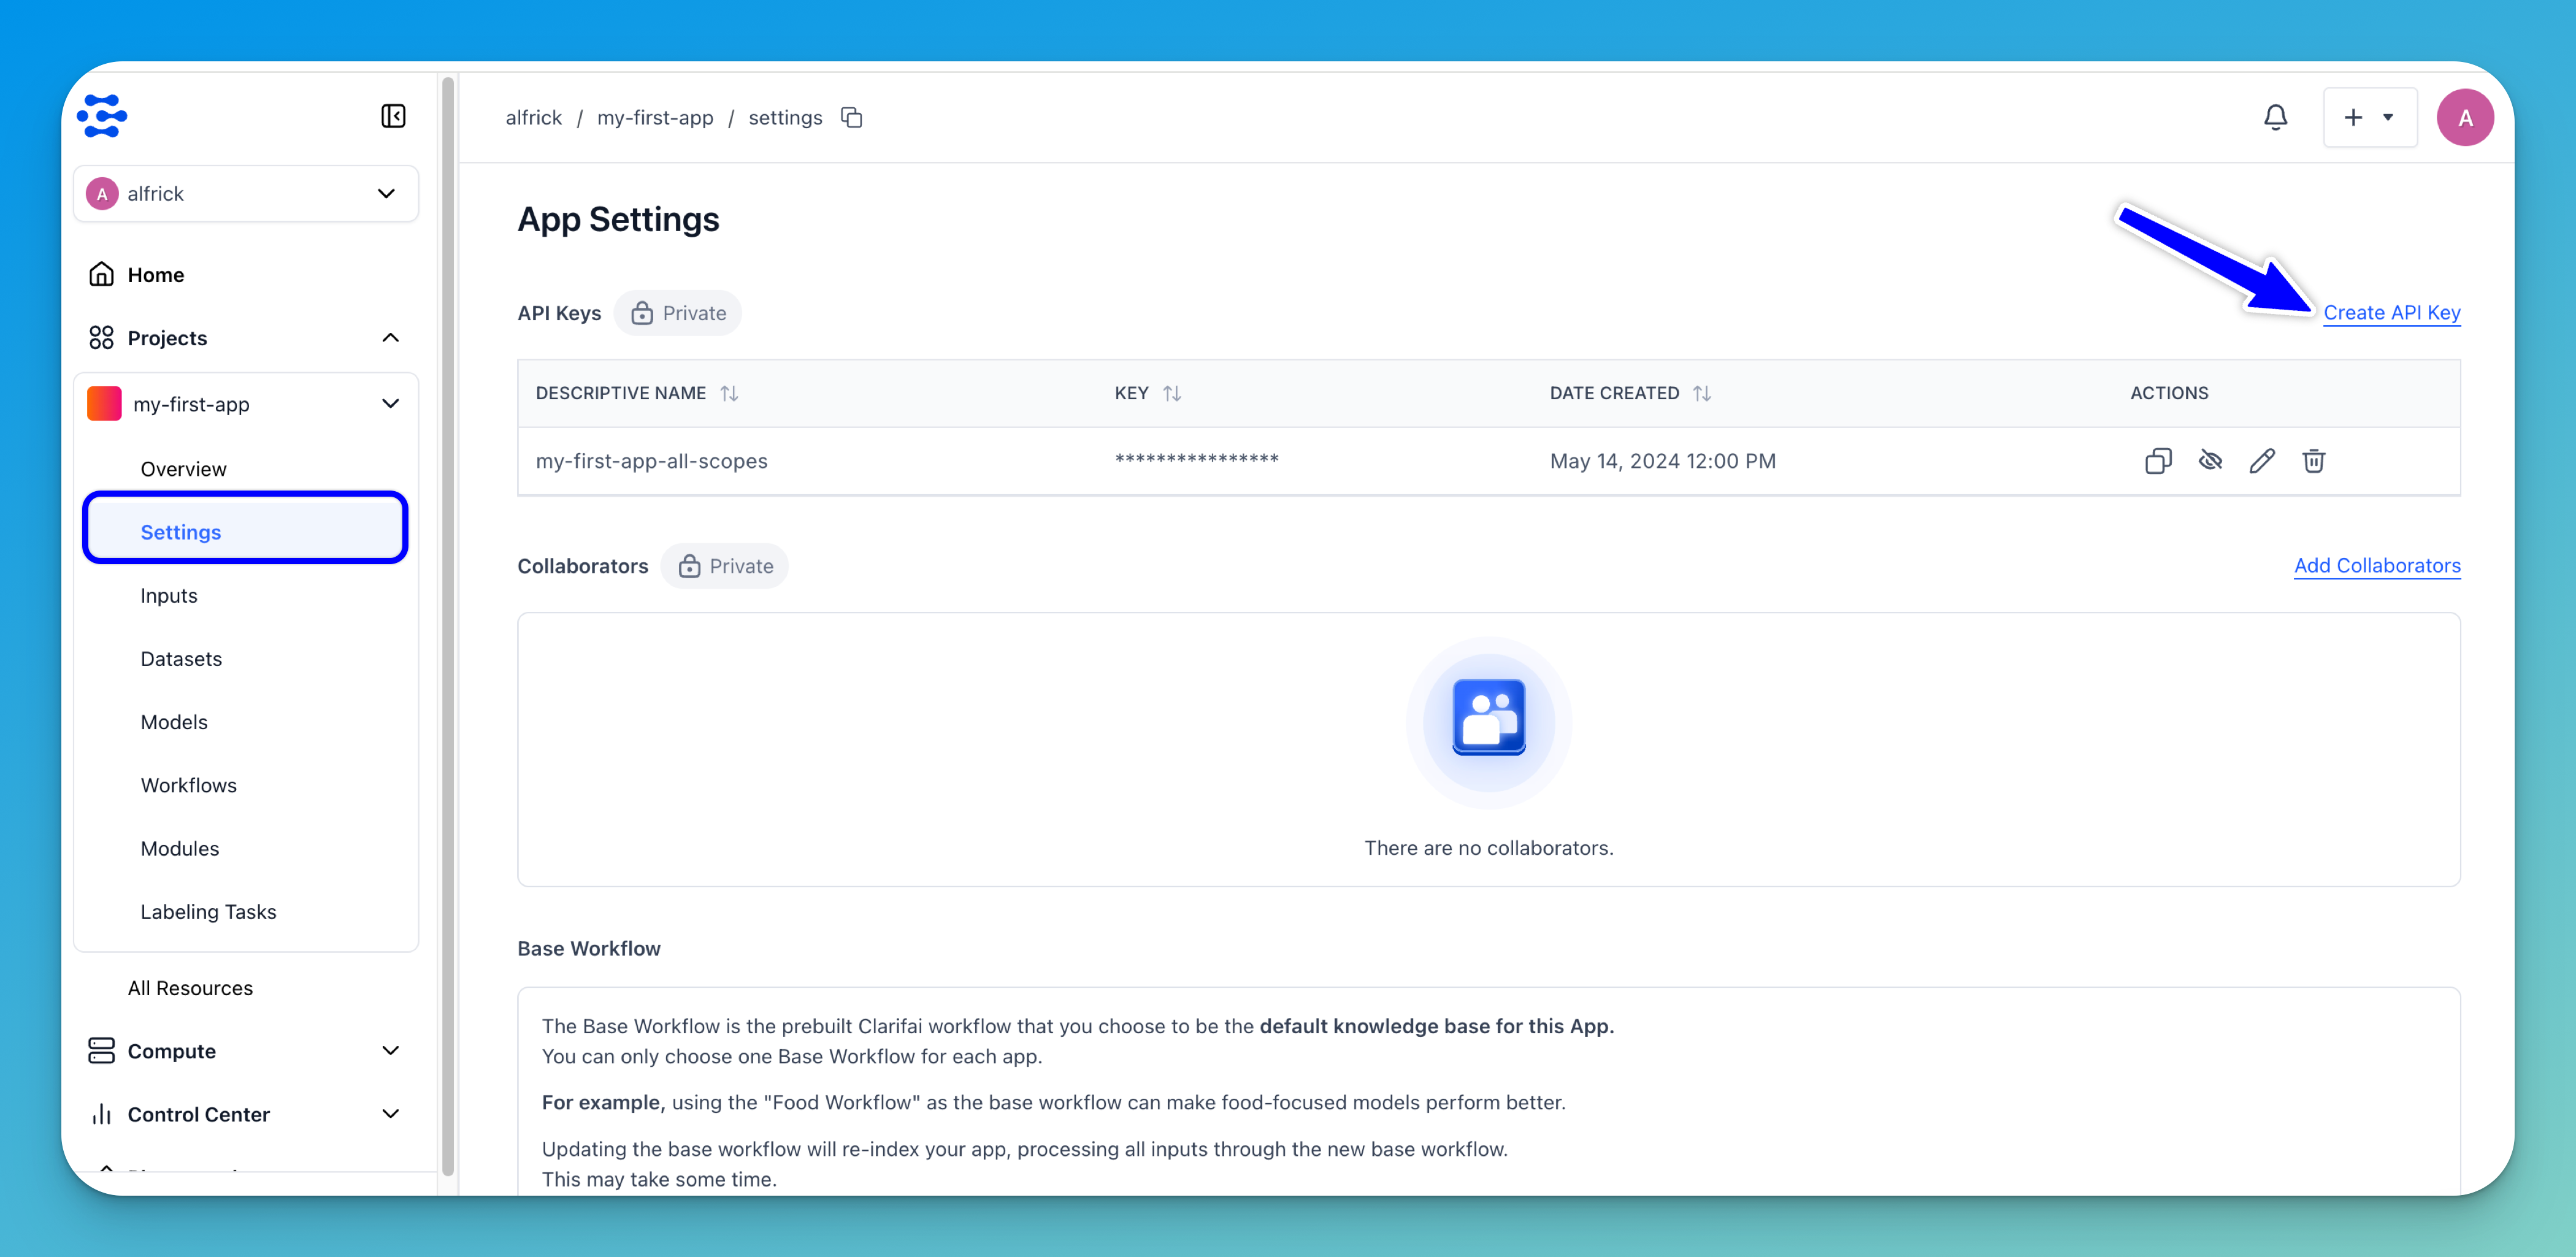 A alfrick
Home
Projects
my-first-app
Overview
Settings
Inputs
Datasets
Models
Workflows
Modules
Labeling Tasks
All Resources
Compute
Control Center
alfrick / my-first-app / settings
+
A
App Settings
API Keys Private
Create API Key
DESCRIPTIVE NAME KEY DATE CREATED ACTIONS
my-first-app-all-scopes **************** May 14, 2024 12:00 PM
Collaborators Private
Add Collaborators
There are no collaborators.
Base Workflow
The Base Workflow is the prebuilt Clarifai workflow that you choose to be the default knowledge base for this App.
You can only choose one Base Workflow for each app.
For example, using the "Food Workflow" as the base workflow can make food-focused models perform better.
Updating the base workflow will re-index your app, processing all inputs through the new base workflow.
This may take some time.